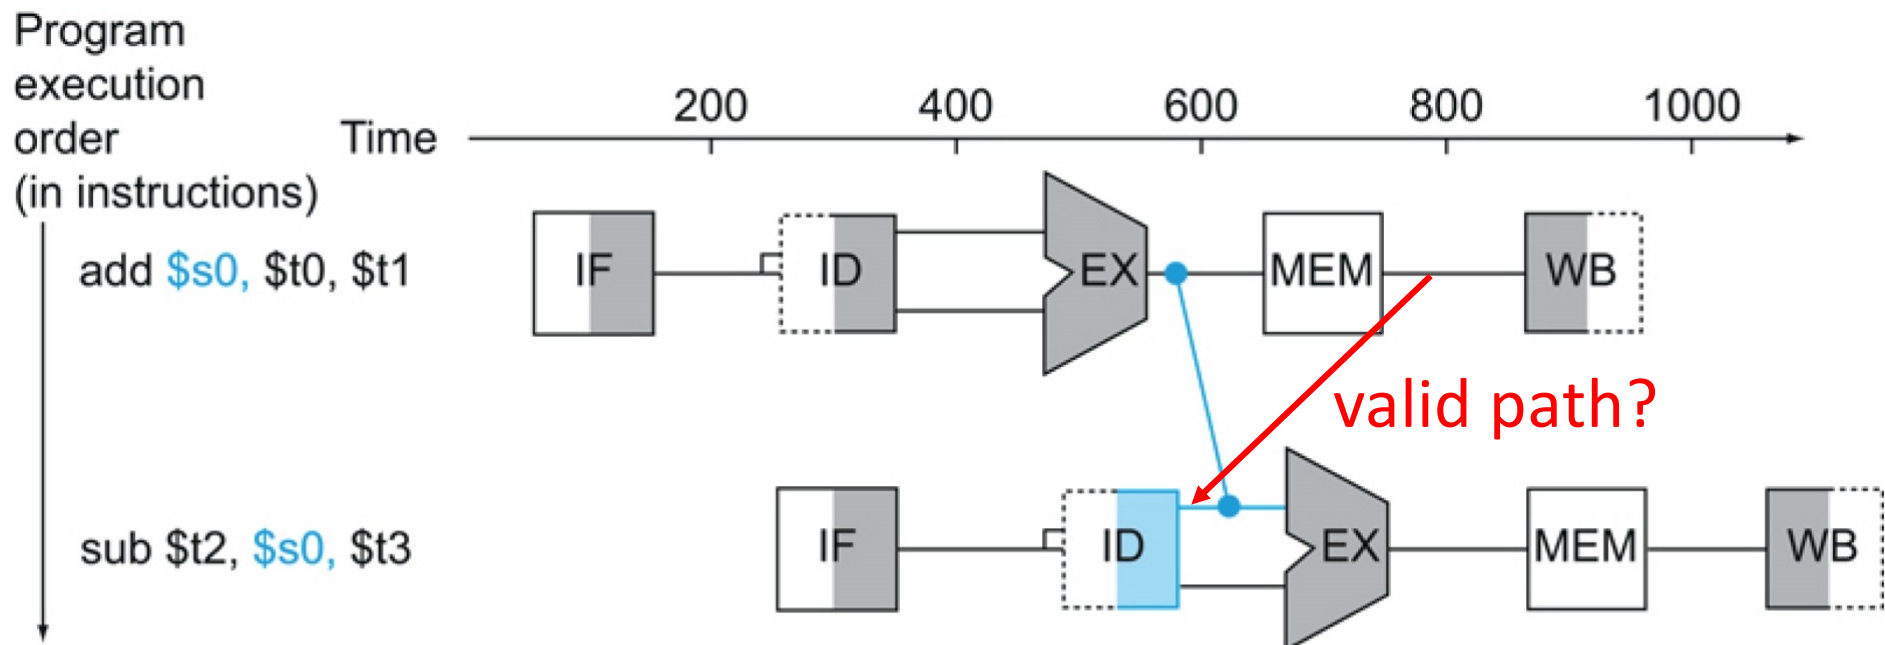 Program
execution
order
(in instructions)
Time
200 400 600 800 1000
add $s0, $t0, $t1
IF ID EX MEM WB
valid path?
sub $t2, $s0, $t3
IF ID EX MEM WB